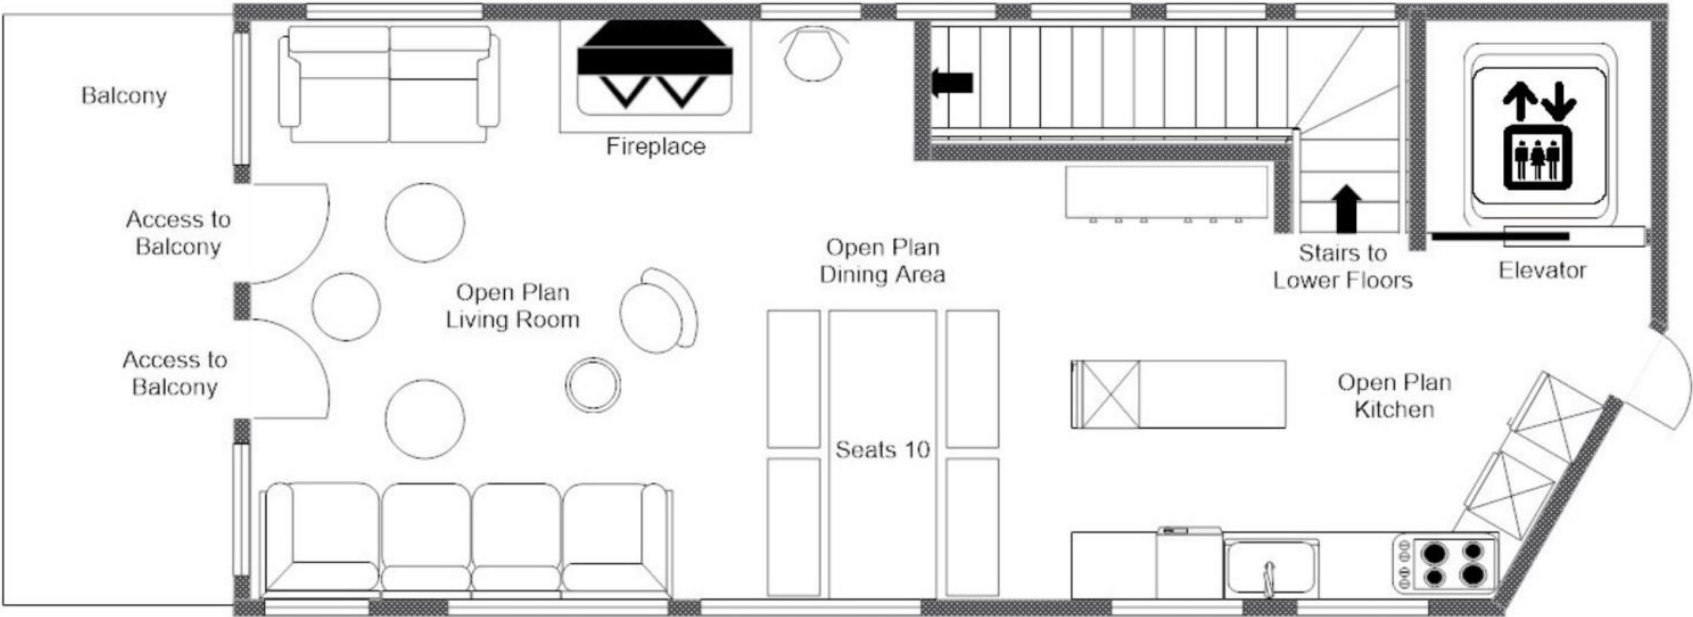 Balcony
Fireplace
Access to
Balcony
Open Plan
Dining Area
Stairs to
Lower Floors
Elevator
Open Plan
Living Room
Access to
Balcony
Open Plan
Kitchen
Seats 10